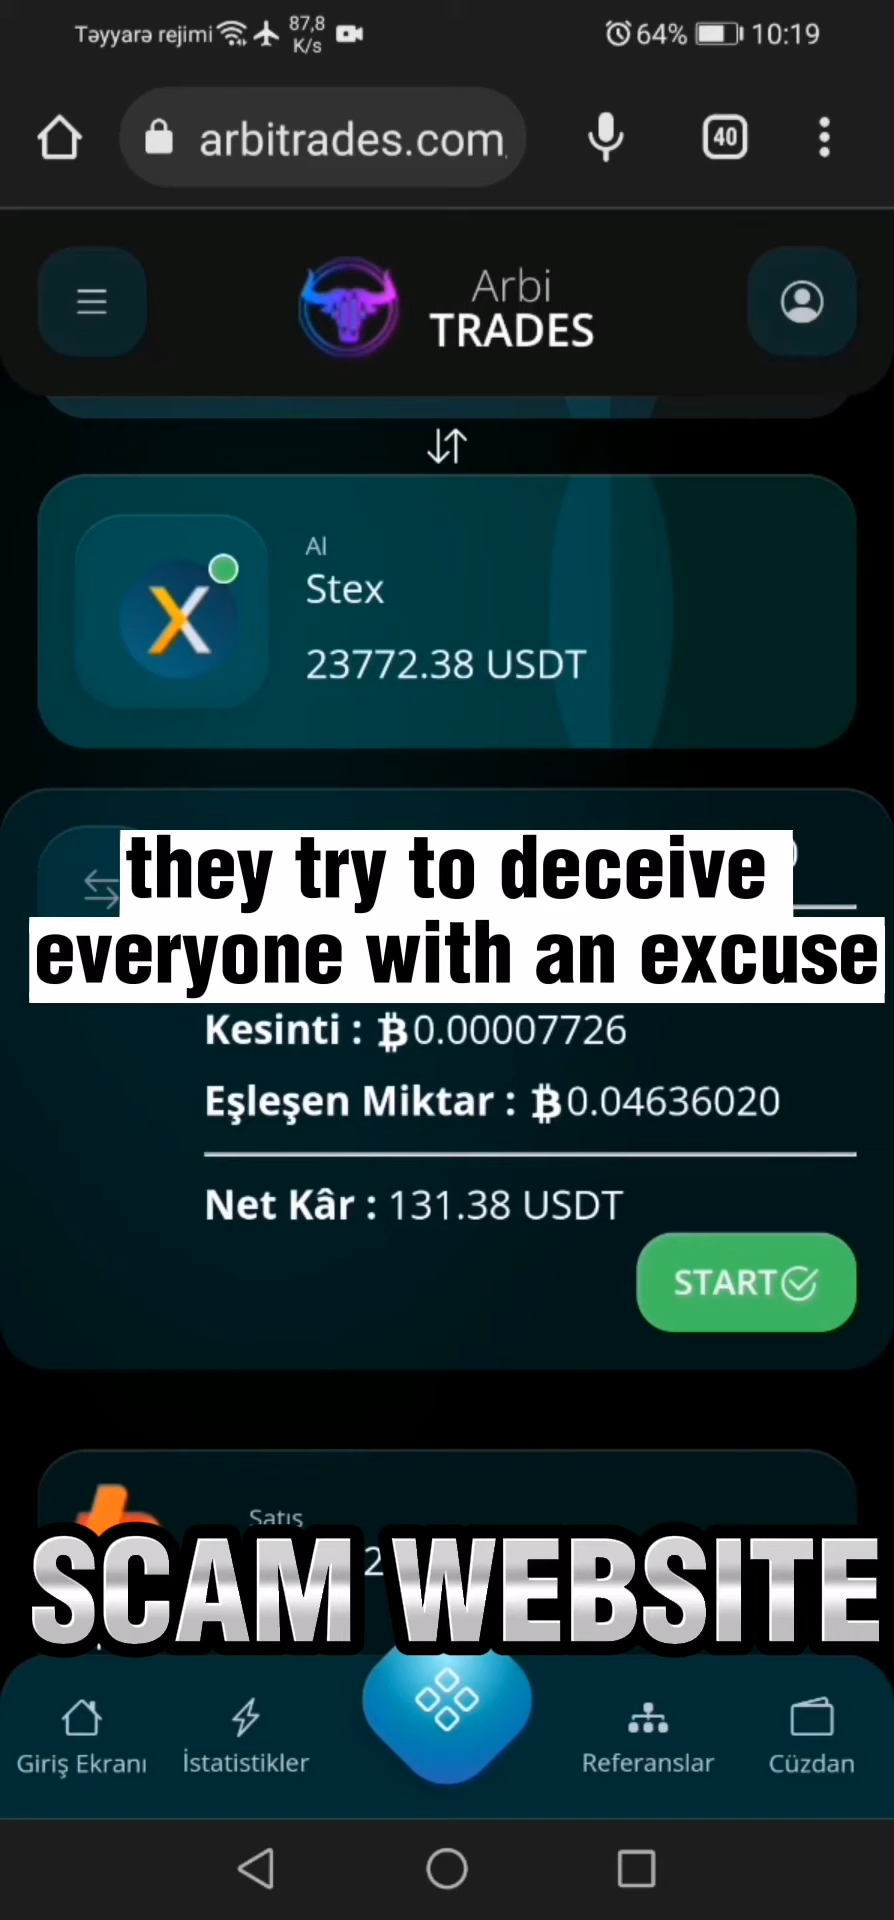 Təyyarə rejimi 87,8 K/s 64% 10:19
arbitrades.com
40
Arbi
TRADES
Al
Stex
23772.38 USDT
they try to deceive
everyone with an excuse
Kesinti : ₿0.00007726
Eşleşen Miktar : ₿0.04636020
Net Kâr : 131.38 USDT
START
Satış
2
SCAM WEBSITE
Giriş Ekranı İstatistikler Referanslar Cüzdan